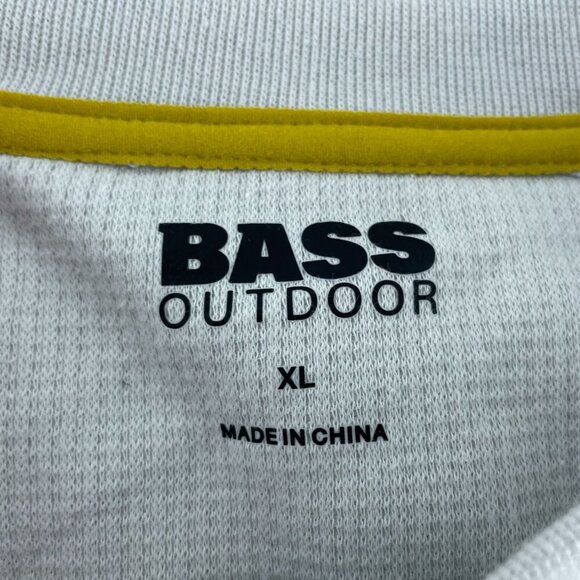 BASS
OUTDOOR
XL
MADE IN CHINA